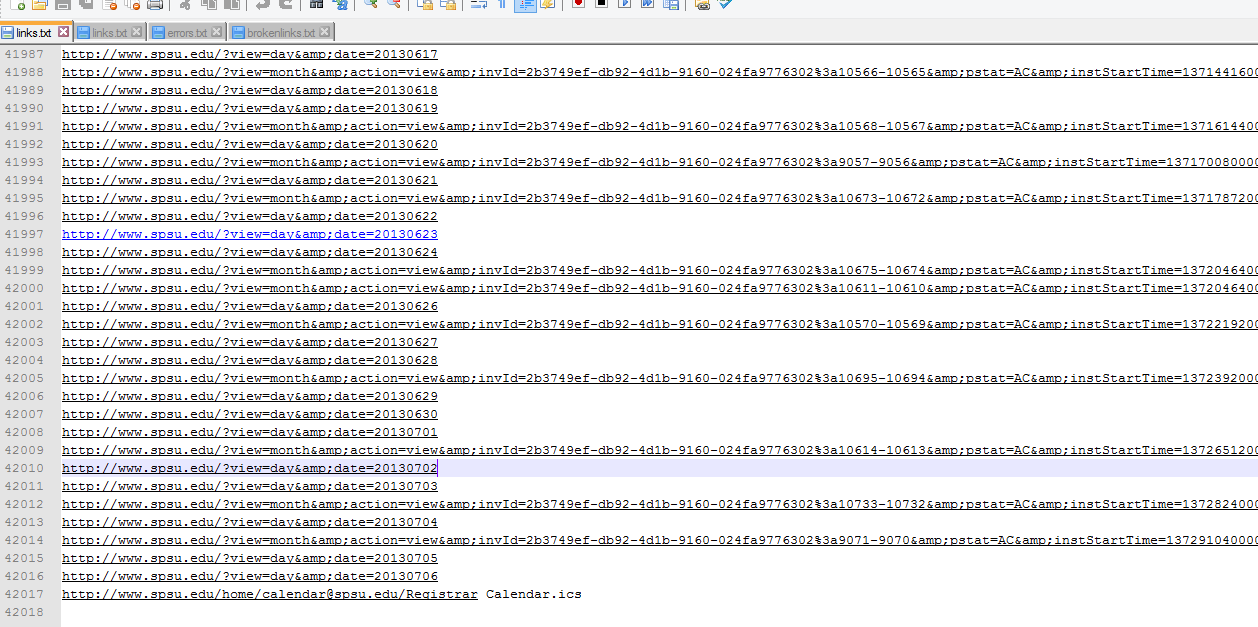 links.txt links.txt errors.txt brokenlinks.txt
41987 http://www.spsu.edu/?view=day&amp;date=20130617
41988 http://www.spsu.edu/?view=month&amp;action=view&amp;invId=2b3749ef-db92-4d1b-9160-024fa9776302%3a10566-10565&amp;pstat=AC&amp;instStartTime=1371441600
41989 http://www.spsu.edu/?view=day&amp;date=20130618
41990 http://www.spsu.edu/?view=day&amp;date=20130619
41991 http://www.spsu.edu/?view=month&amp;action=view&amp;invId=2b3749ef-db92-4d1b-9160-024fa9776302%3a10568-10567&amp;pstat=AC&amp;instStartTime=1371614400
41992 http://www.spsu.edu/?view=day&amp;date=20130620
41993 http://www.spsu.edu/?view=month&amp;action=view&amp;invId=2b3749ef-db92-4d1b-9160-024fa9776302%3a9057-9056&amp;pstat=AC&amp;instStartTime=137170080000
41994 http://www.spsu.edu/?view=day&amp;date=20130621
41995 http://www.spsu.edu/?view=month&amp;action=view&amp;invId=2b3749ef-db92-4d1b-9160-024fa9776302%3a10673-10672&amp;pstat=AC&amp;instStartTime=1371787200
41996 http://www.spsu.edu/?view=day&amp;date=20130622
41997 http://www.spsu.edu/?view=day&amp;date=20130623
41998 http://www.spsu.edu/?view=day&amp;date=20130624
41999 http://www.spsu.edu/?view=month&amp;action=view&amp;invId=2b3749ef-db92-4d1b-9160-024fa9776302%3a10675-10674&amp;pstat=AC&amp;instStartTime=1372046400
42000 http://www.spsu.edu/?view=month&amp;action=view&amp;invId=2b3749ef-db92-4d1b-9160-024fa9776302%3a10611-10610&amp;pstat=AC&amp;instStartTime=1372046400
42001 http://www.spsu.edu/?view=day&amp;date=20130626
42002 http://www.spsu.edu/?view=month&amp;action=view&amp;invId=2b3749ef-db92-4d1b-9160-024fa9776302%3a10570-10569&amp;pstat=AC&amp;instStartTime=1372219200
42003 http://www.spsu.edu/?view=day&amp;date=20130627
42004 http://www.spsu.edu/?view=day&amp;date=20130628
42005 http://www.spsu.edu/?view=month&amp;action=view&amp;invId=2b3749ef-db92-4d1b-9160-024fa9776302%3a10695-10694&amp;pstat=AC&amp;instStartTime=1372392000
42006 http://www.spsu.edu/?view=day&amp;date=20130629
42007 http://www.spsu.edu/?view=day&amp;date=20130630
42008 http://www.spsu.edu/?view=day&amp;date=20130701
42009 http://www.spsu.edu/?view=month&amp;action=view&amp;invId=2b3749ef-db92-4d1b-9160-024fa9776302%3a10614-10613&amp;pstat=AC&amp;instStartTime=1372651200
42010 http://www.spsu.edu/?view=day&amp;date=20130702
42011 http://www.spsu.edu/?view=day&amp;date=20130703
42012 http://www.spsu.edu/?view=month&amp;action=view&amp;invId=2b3749ef-db92-4d1b-9160-024fa9776302%3a10733-10732&amp;pstat=AC&amp;instStartTime=1372824000
42013 http://www.spsu.edu/?view=day&amp;date=20130704
42014 http://www.spsu.edu/?view=month&amp;action=view&amp;invId=2b3749ef-db92-4d1b-9160-024fa9776302%3a9071-9070&amp;pstat=AC&amp;instStartTime=137291040000
42015 http://www.spsu.edu/?view=day&amp;date=20130705
42016 http://www.spsu.edu/?view=day&amp;date=20130706
42017 http://www.spsu.edu/home/calendar@spsu.edu/Registrar Calendar.ics
42018